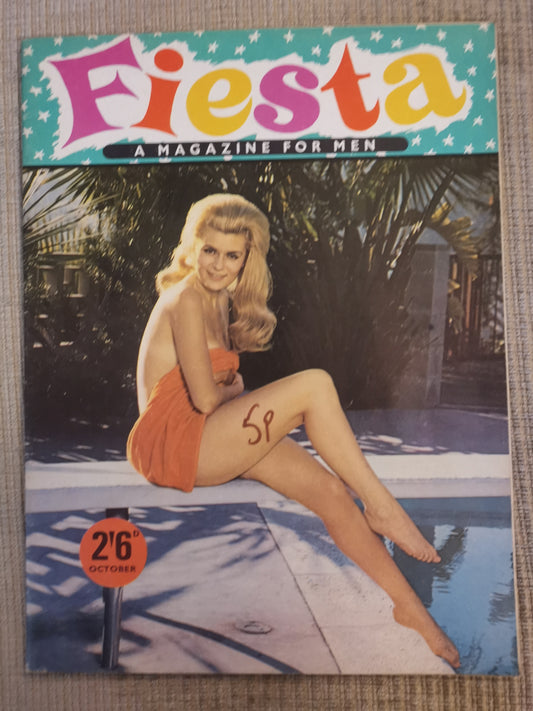 Fiesta
A MAGAZINE FOR MEN
5P
2'6D
OCTOBER